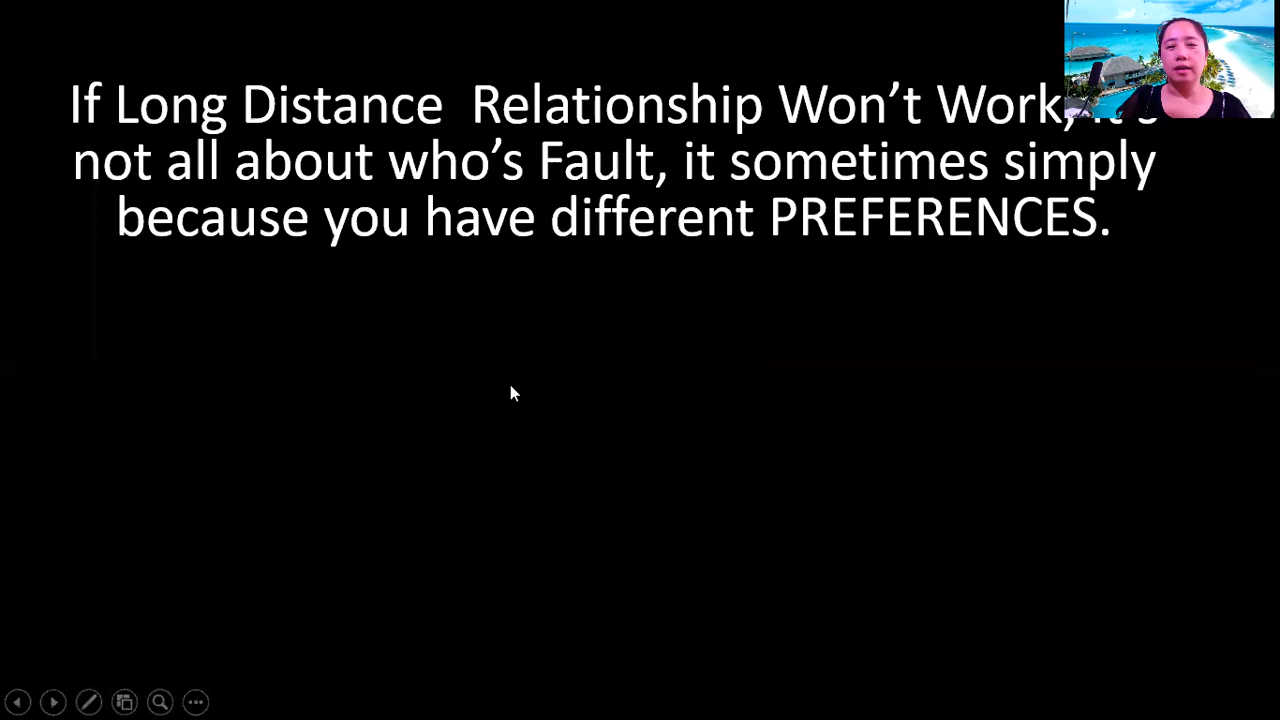 If Long Distance  Relationship Won't Work, it's
not all about who's Fault, it sometimes simply
because you have different PREFERENCES.